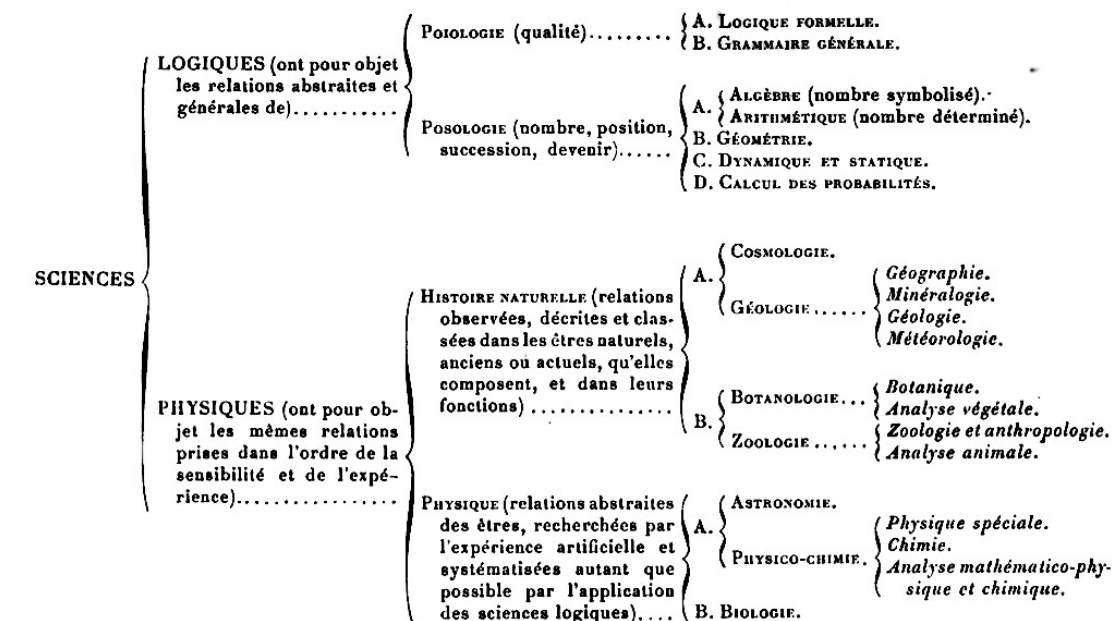 SCIENCES
LOGIQUES (ont pour objet
les relations abstraites et
générales de)...........
POIOLOGIE (qualité).........
A. LOGIQUE FORMELLE.
B. GRAMMAIRE GÉNÉRALE.
POSOLOGIE (nombre, position,
succession, devenir)......
A.
ALGÈBRE (nombre symbolisé).
ARITHMÉTIQUE (nombre déterminé).
B. GÉOMÉTRIE.
C. DYNAMIQUE ET STATIQUE.
D. CALCUL DES PROBABILITÉS.
PHYSIQUES (ont pour ob-
jet les mêmes relations
prises dans l'ordre de la
sensibilité et de l'expé-
rience).................
HISTOIRE NATURELLE (relations
observées, décrites et clas-
sées dans les êtres naturels,
anciens ou actuels, qu'elles
composent, et dans leurs
fonctions) ...............
A.
COSMOLOGIE.
GÉOLOGIE ......
Géographie.
Minéralogie.
Géologie.
Météorologie.
B.
BOTANOLOGIE...
Botanique.
Analyse végétale.
ZOOLOGIE ......
Zoologie et anthropologie.
Analyse animale.
PHYSIQUE (relations abstraites
des êtres, recherchées par
l'expérience artificielle et
systématisées autant que
possible par l'application
des sciences logiques)....
A.
ASTRONOMIE.
PHYSICO-CHIMIE.
Physique spéciale.
Chimie.
Analyse mathématico-phy-
sique et chimique.
B. BIOLOGIE.